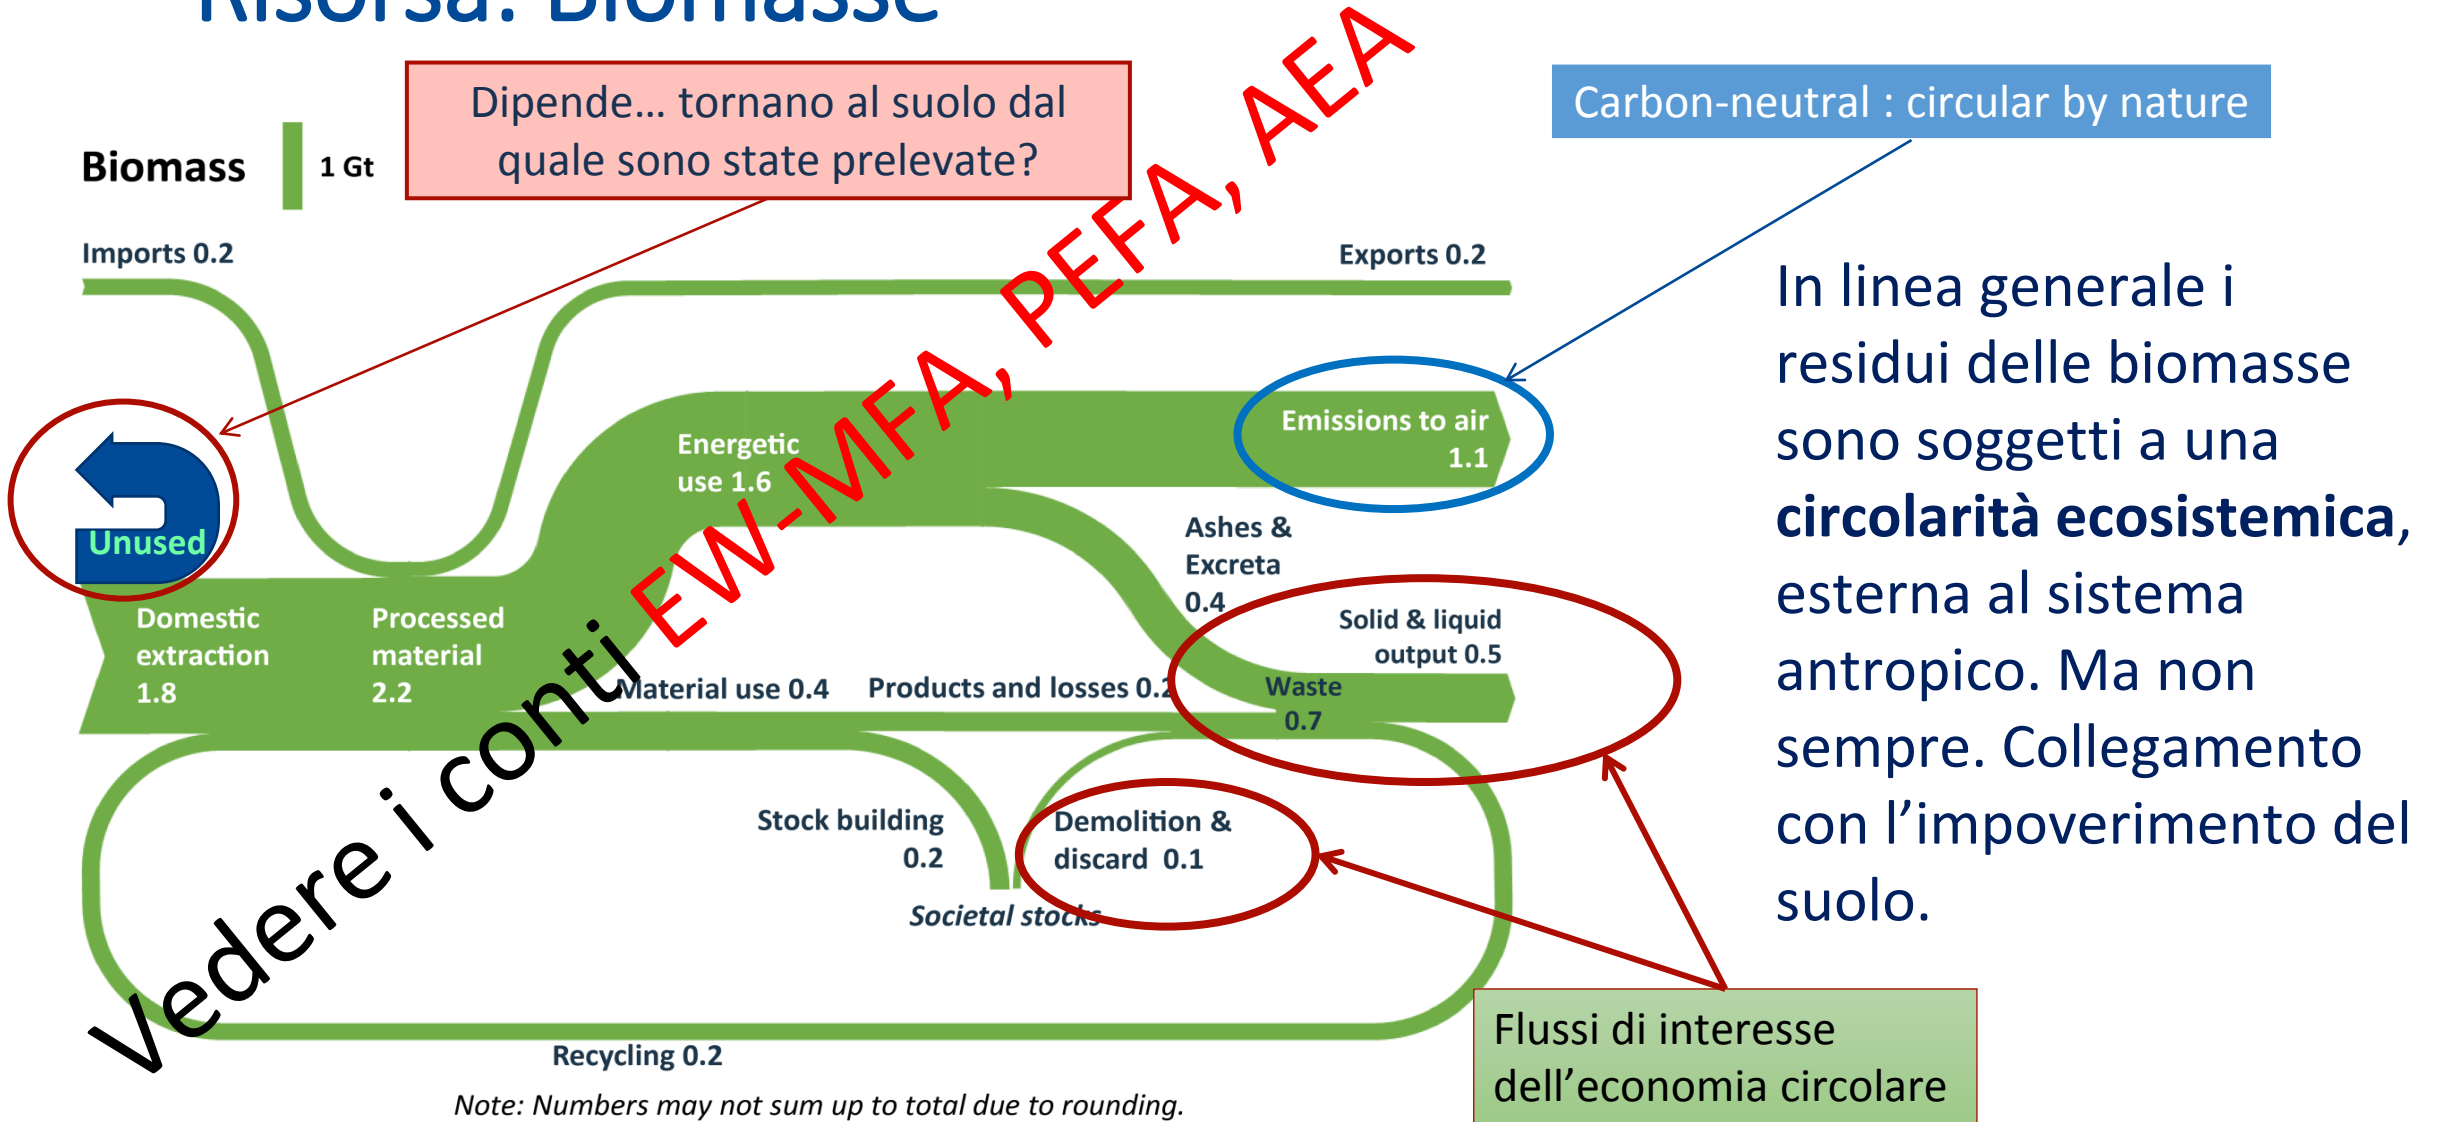 Risorsa: Biomasse
Dipende... tornano al suolo dal
quale sono state prelevate?
Carbon-neutral : circular by nature
Biomass
1 Gt
Imports 0.2
Exports 0.2
In linea generale i
residui delle biomasse
sono soggetti a una
circolarità ecosistemica,
esterna al sistema
antropico. Ma non
sempre. Collegamento
con l’impoverimento del
suolo.
Unused
Energetic
use 1.6
Emissions to air
1.1
Ashes &
Excreta
0.4
Domestic
extraction
1.8
Processed
material
2.2
Solid & liquid
output 0.5
Material use 0.4
Products and losses 0.2
Waste
0.7
Stock building
0.2
Demolition &
discard 0.1
Societal stocks
Recycling 0.2
Vedere i conti EW-MFA, PEFA, AEA
Flussi di interesse
dell’economia circolare
Note: Numbers may not sum up to total due to rounding.